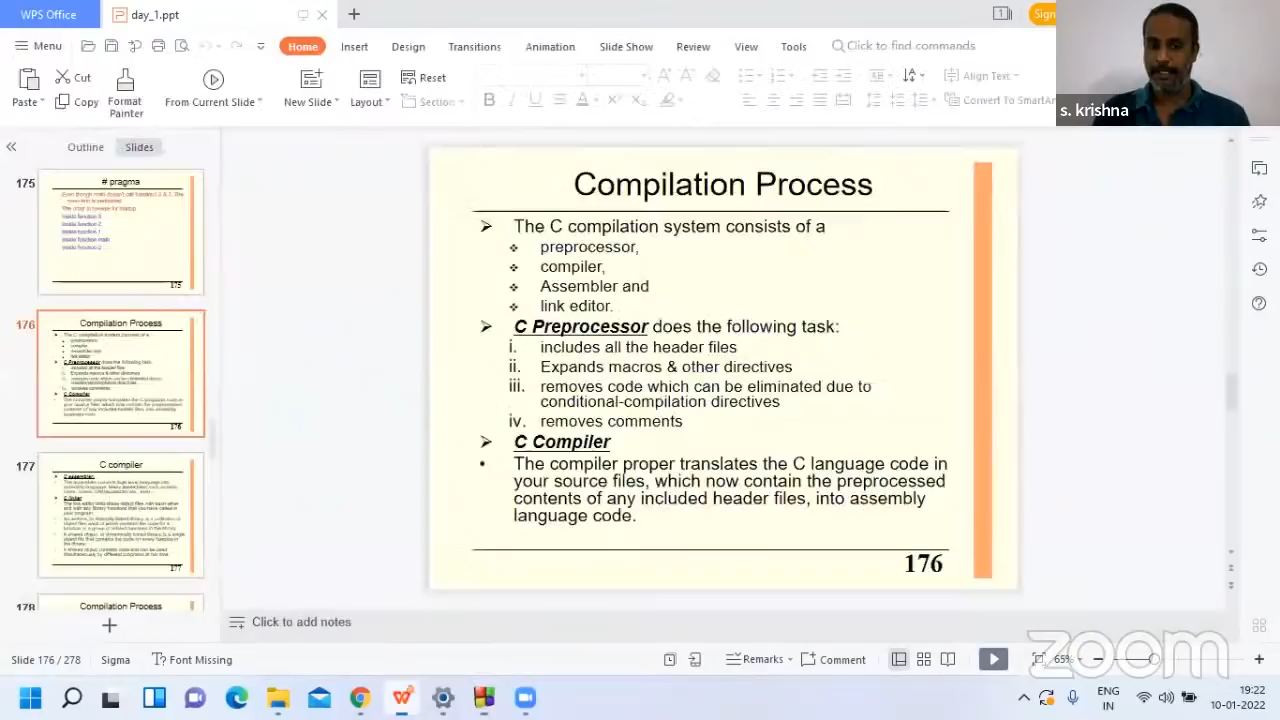 WPS Office
day_1.ppt
Sign
Menu
Home
Insert
Design
Transitions
Animation
Slide Show
Review
View
Tools
Click to find commands
Paste
Cut
Copy
Format
Painter
From Current Slide
New Slide
Layout
Reset
Section
B I U A
Align Text
Convert To SmartAr
s. krishna
Outline
Slides
175
# pragma
175
176
Compilation Process
176
177
C compiler
177
178
Compilation Process
Compilation Process
The C compilation system consists of a
preprocessor,
compiler,
Assembler and
link editor.
C Preprocessor does the following task:
i. includes all the header files
ii. Expands macros & other directives
iii. removes code which can be eliminated due to
conditional-compilation directives
iv. removes comments
C Compiler
• The compiler proper translates the C language code in
your source files, which now contain the preprocessed
contents of any included header files, into assembly
language code.
176
Click to add notes
zoom
Slide 176 / 278
Sigma
Font Missing
Remarks
Comment
65%
ENG
IN
19:22
10-01-2022